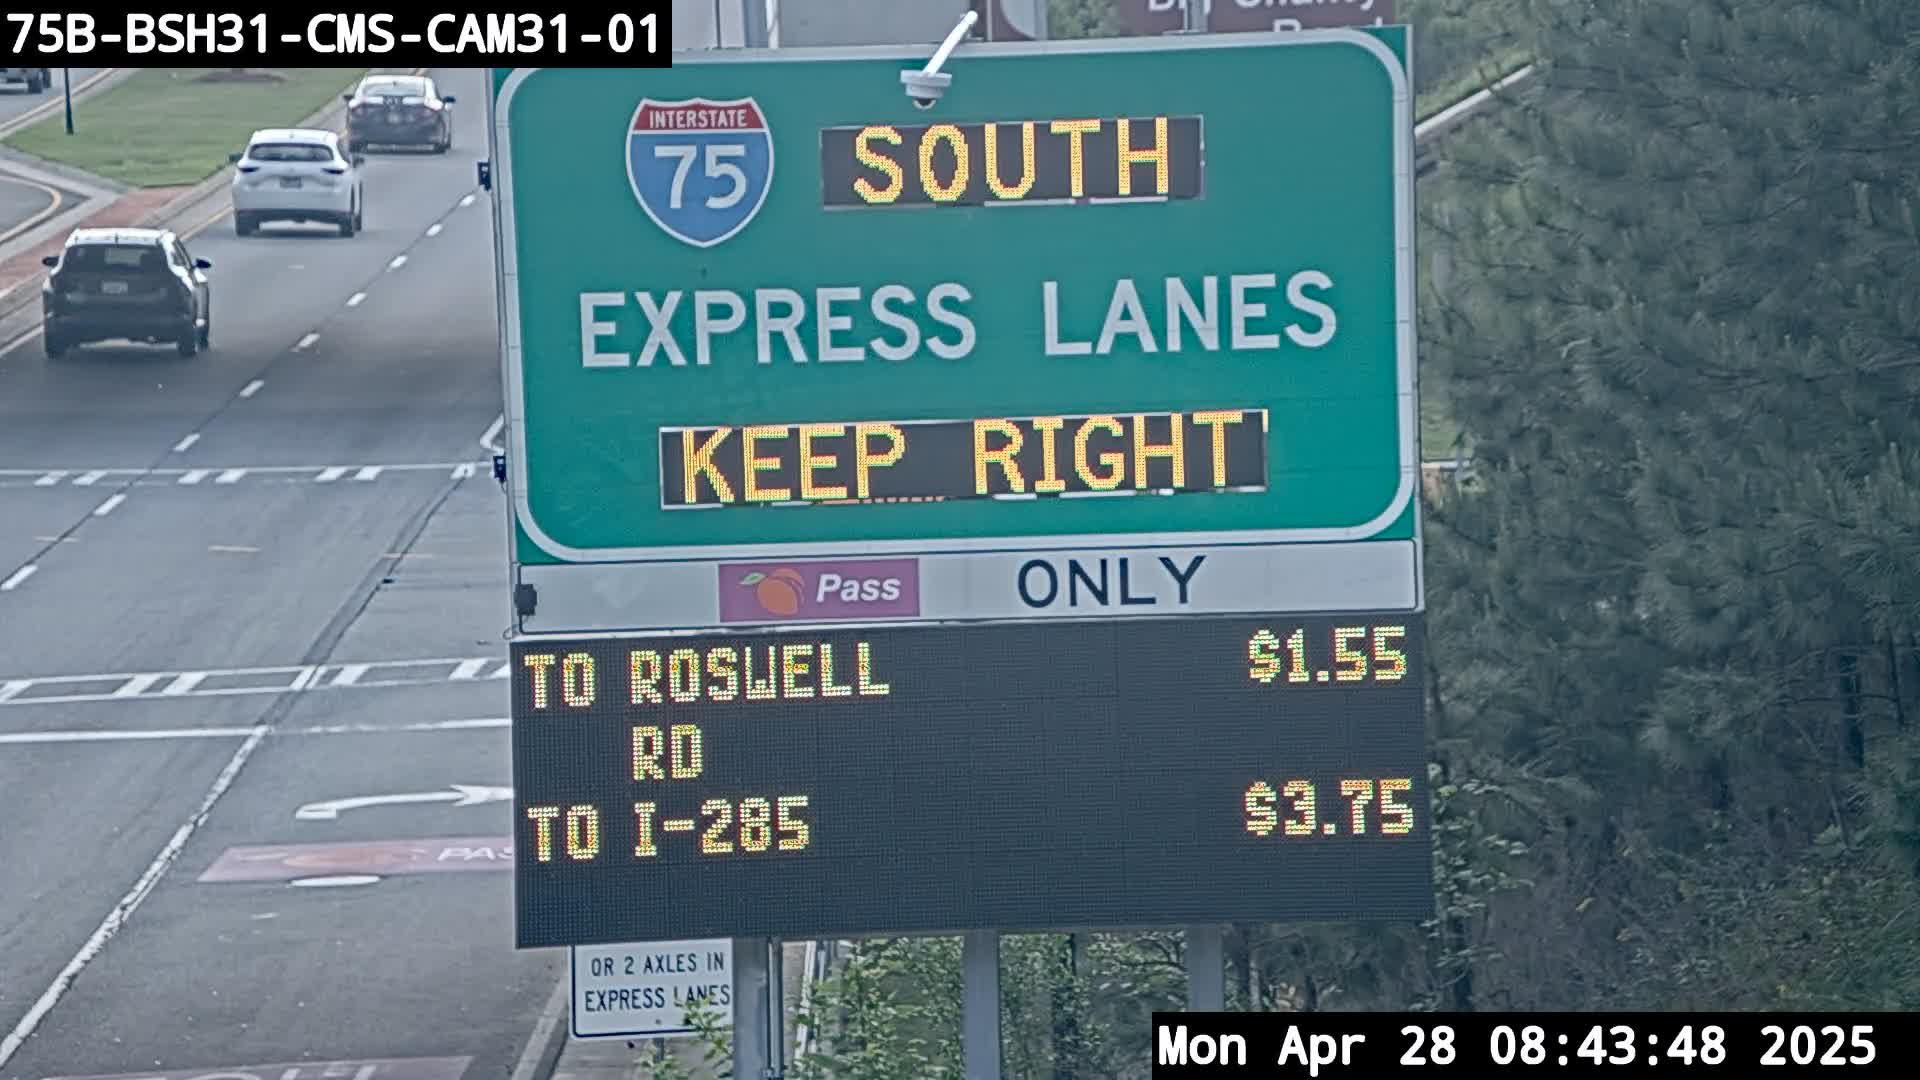 75B-BSH31-CMS-CAM31-01
INTERSTATE
75
SOUTH
EXPRESS LANES
KEEP RIGHT
Pass ONLY
TO ROSWELL $1.55
RD
TO I-285 $3.75
OR 2 AXLES IN
EXPRESS LANES
Mon Apr 28 08:43:48 2025